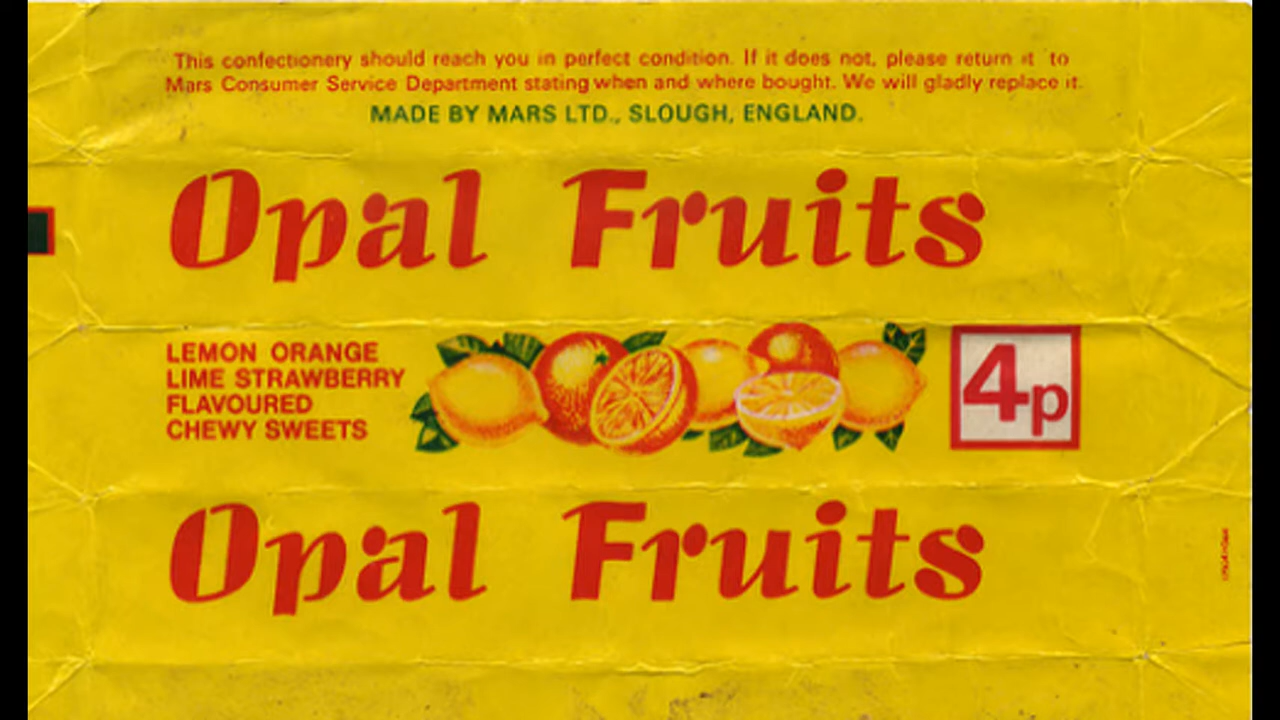 This confectionery should reach you in perfect condition. If it does not, please return it to
Mars Consumer Service Department stating when and where bought. We will gladly replace it.
MADE BY MARS LTD., SLOUGH, ENGLAND.
Opal Fruits
LEMON ORANGE
LIME STRAWBERRY
FLAVOURED
CHEWY SWEETS
4p
Opal Fruits